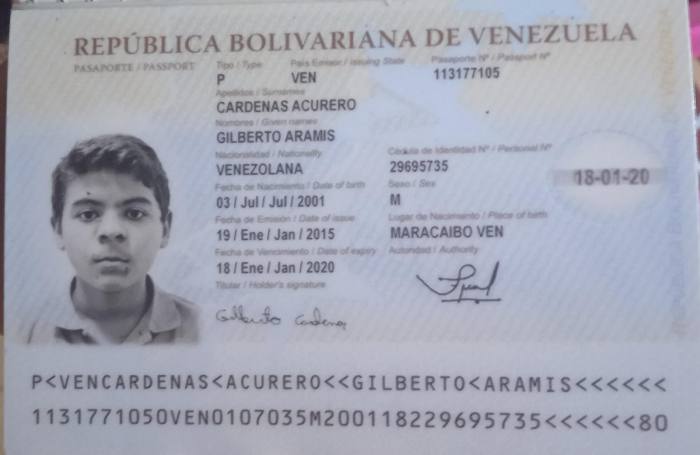 REPÚBLICA BOLIVARIANA DE VENEZUELA
PASAPORTE / PASSPORT
Tipo / Type País Emisor / Issuing State Pasaporte Nº / Passport Nº
P VEN 113177105
Apellidos / Surnames
CARDENAS ACURERO
Nombres / Given names
GILBERTO ARAMIS
Nacionalidad / Nationality Cédula de Identidad Nº / Personal Nº
VENEZOLANA 29695735
Fecha de Nacimiento / Date of birth Sexo / Sex
03 / Jul / Jul / 2001 M
18-01-20
Fecha de Emisión / Date of issue Lugar de Nacimiento / Place of birth
19 / Ene / Jan / 2015 MARACAIBO VEN
Fecha de Vencimiento / Date of expiry Autoridad / Authority
18 / Ene / Jan / 2020
Titular / Holder's signature
Gilberto Cardenas
P<VENCARDENAS<ACURERO<<GILBERTO<ARAMIS<<<<<<
1131771050VEN0107035M200118229695735<<<<<<80